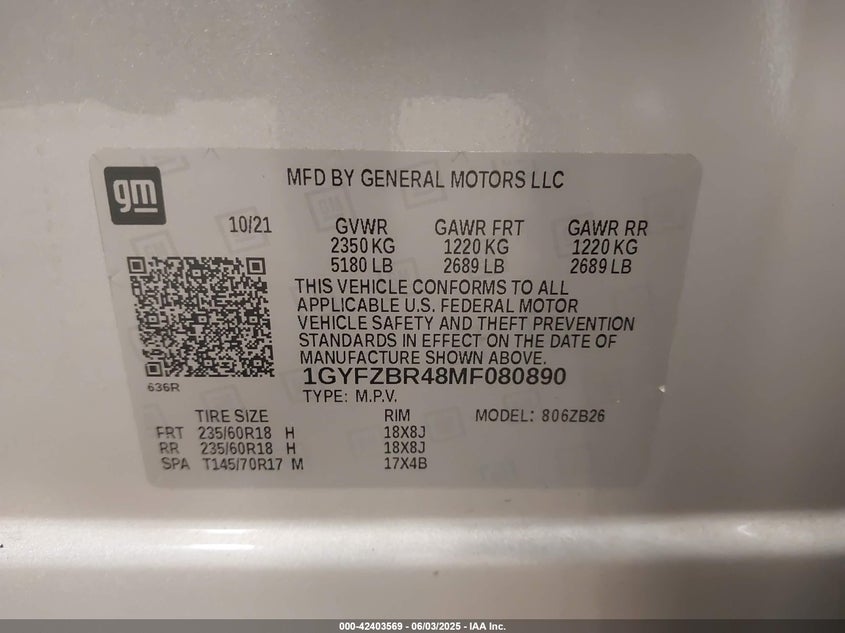 gm
MFD BY GENERAL MOTORS LLC
10/21
GVWR GAWR FRT GAWR RR
2350 KG 1220 KG 1220 KG
5180 LB 2689 LB 2689 LB
THIS VEHICLE CONFORMS TO ALL
APPLICABLE U.S. FEDERAL MOTOR
VEHICLE SAFETY AND THEFT PREVENTION
STANDARDS IN EFFECT ON THE DATE OF
MANUFACTURE SHOWN ABOVE.
636R
1GYFZBR48MF080890
TYPE: M.P.V.
TIRE SIZE RIM MODEL: 806ZB26
FRT 235/60R18 H 18X8J
RR 235/60R18 H 18X8J
SPA T145/70R17 M 17X4B
000-42403569 - 06/03/2025 - IAA Inc.